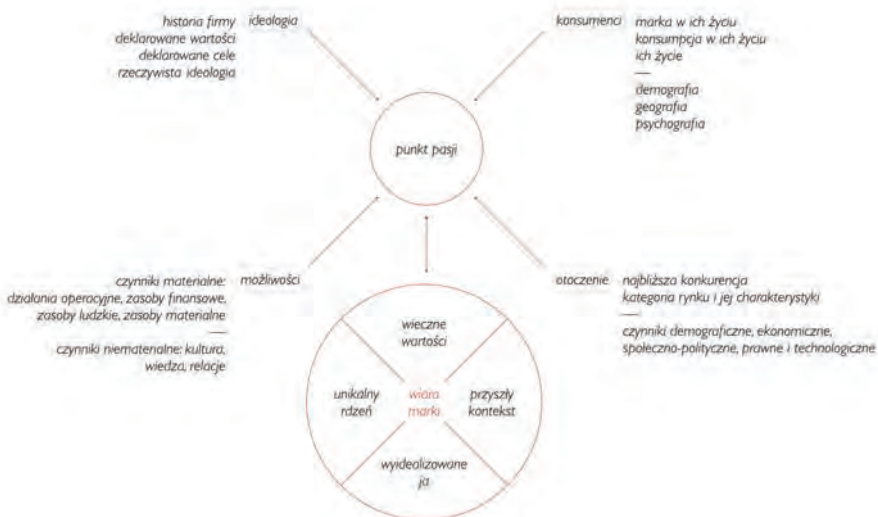 historia firmy
deklarowane wartości
deklarowane cele
rzeczywista ideologia
ideologia
konsumenci
marka w ich życiu
konsumpcja w ich życiu
ich życie
—
demografia
geografia
psychografia
punkt pasji
czynniki materialne:
działania operacyjne, zasoby finansowe,
zasoby ludzkie, zasoby materialne
—
czynniki niematerialne: kultura,
wiedza, relacje
możliwości
otoczenie
najbliższa konkurencja
kategoria rynku i jej charakterystyki
—
czynniki demograficzne, ekonomiczne,
społeczno-polityczne, prawne i technologiczne
wieczne
wartości
unikalny
rdzeń
wiara
marki
przyszły
kontekst
wyidealizowane
ja